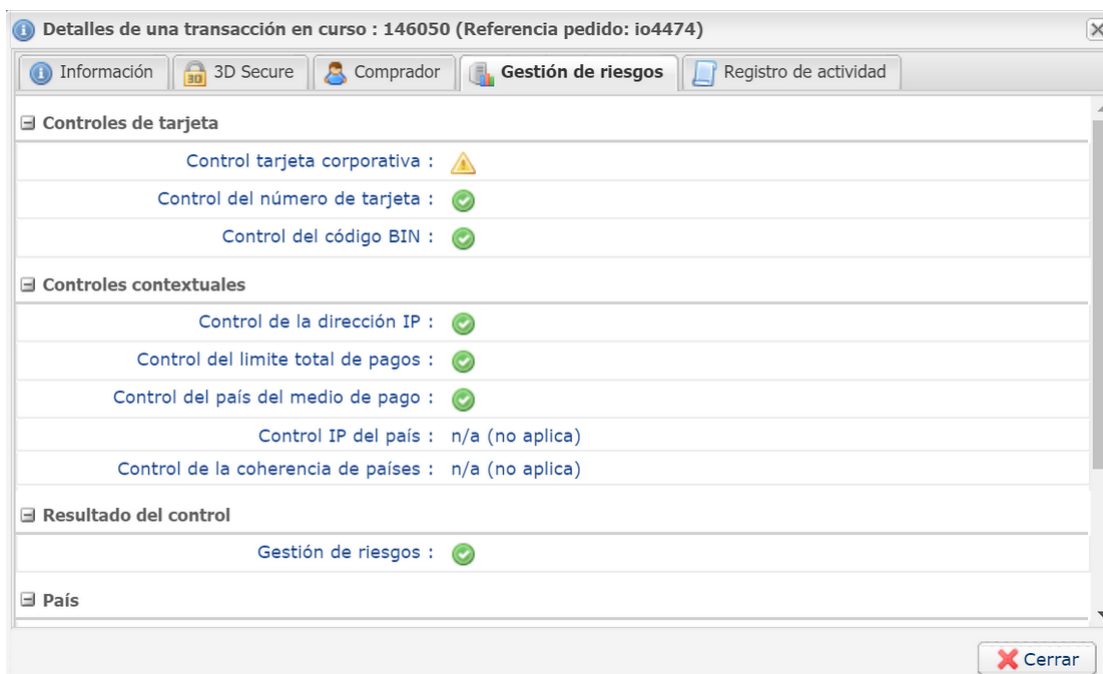 Detalles de una transacción en curso : 146050 (Referencia pedido: io4474)
Información 3D Secure Comprador Gestión de riesgos Registro de actividad
Controles de tarjeta
Control tarjeta corporativa :
Control del número de tarjeta :
Control del código BIN :
Controles contextuales
Control de la dirección IP :
Control del limite total de pagos :
Control del país del medio de pago :
Control IP del país : n/a (no aplica)
Control de la coherencia de países : n/a (no aplica)
Resultado del control
Gestión de riesgos :
País
Cerrar